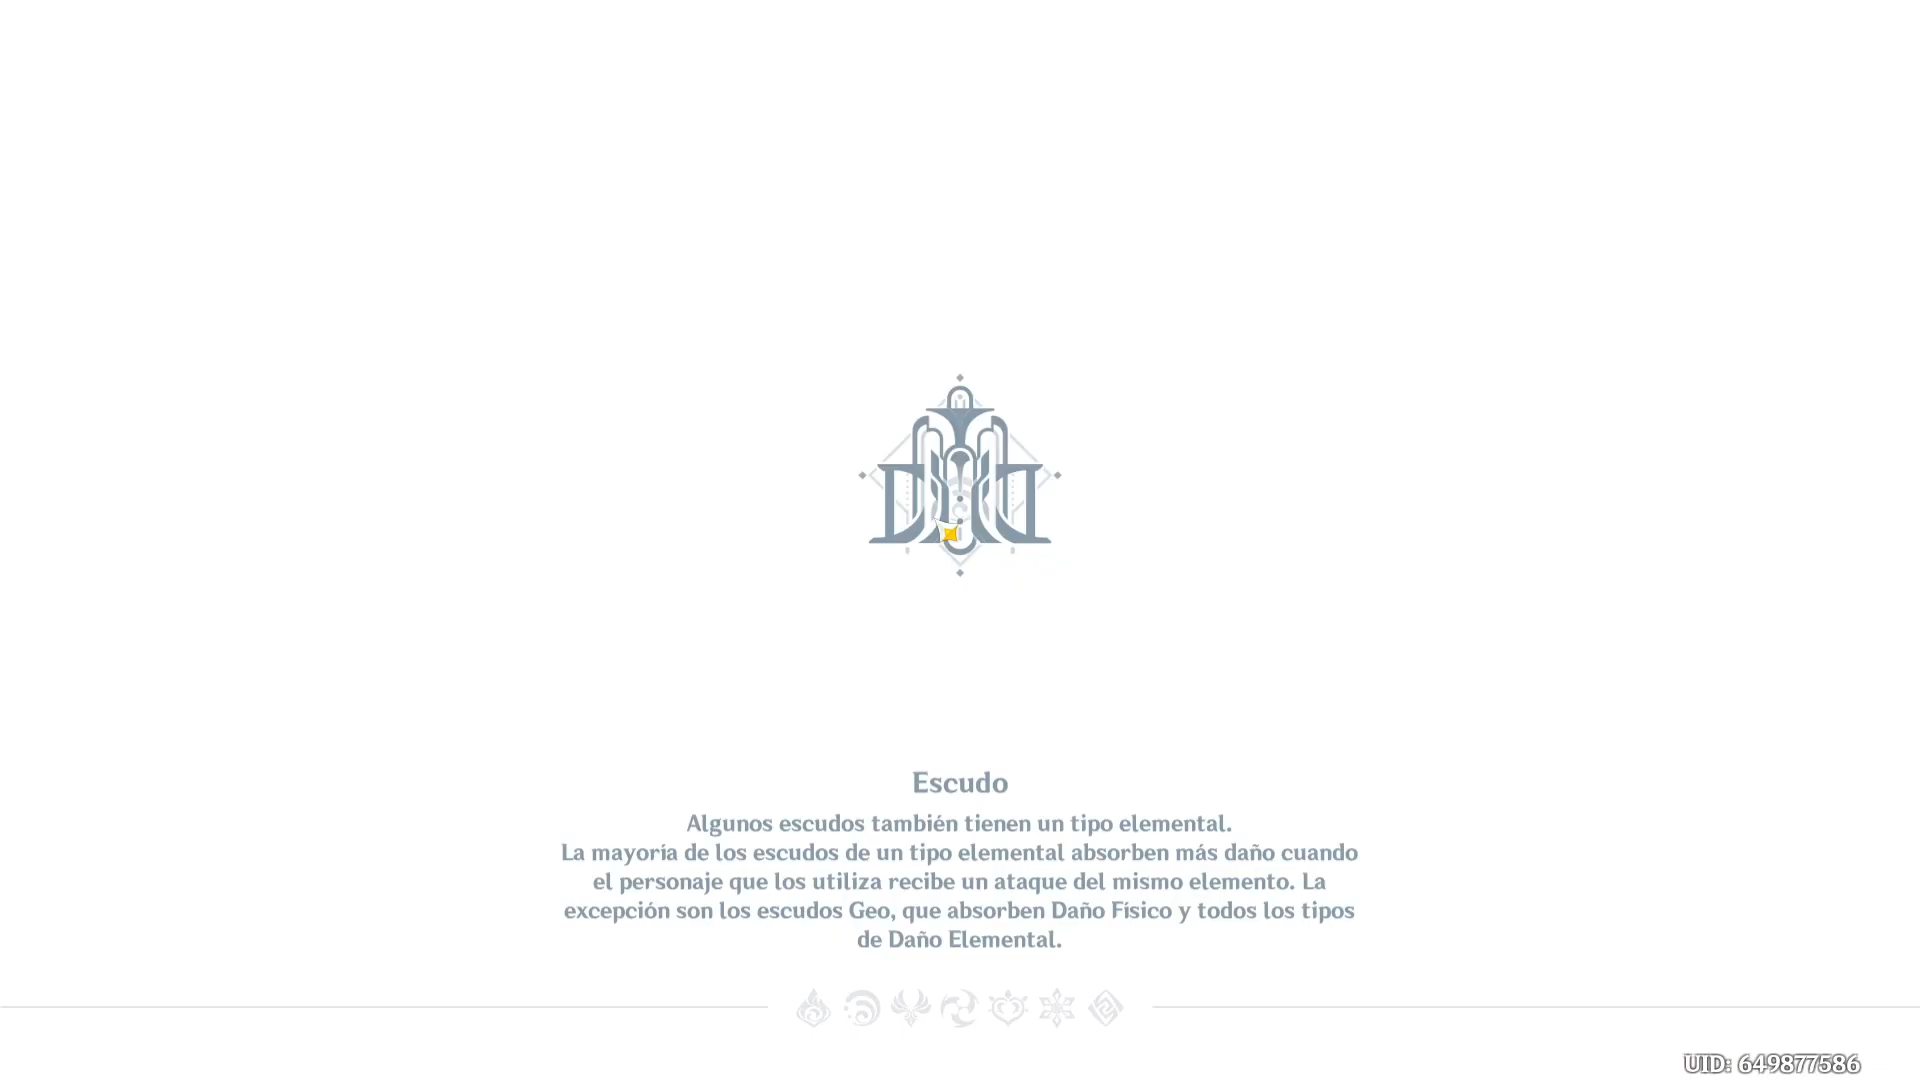 Escudo
Algunos escudos también tienen un tipo elemental.
La mayoría de los escudos de un tipo elemental absorben más daño cuando
el personaje que los utiliza recibe un ataque del mismo elemento. La
excepción son los escudos Geo, que absorben Daño Físico y todos los tipos
de Daño Elemental.
UID: 649877586